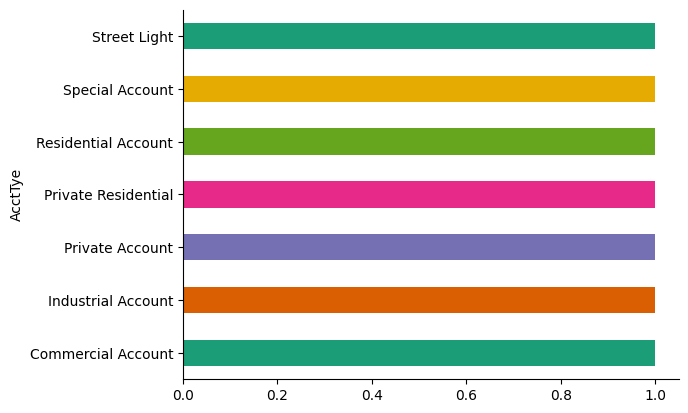 Street Light
Special Account
Residential Account
Private Residential
Private Account
Industrial Account
Commercial Account
AcctTye
0.0 0.2 0.4 0.6 0.8 1.0